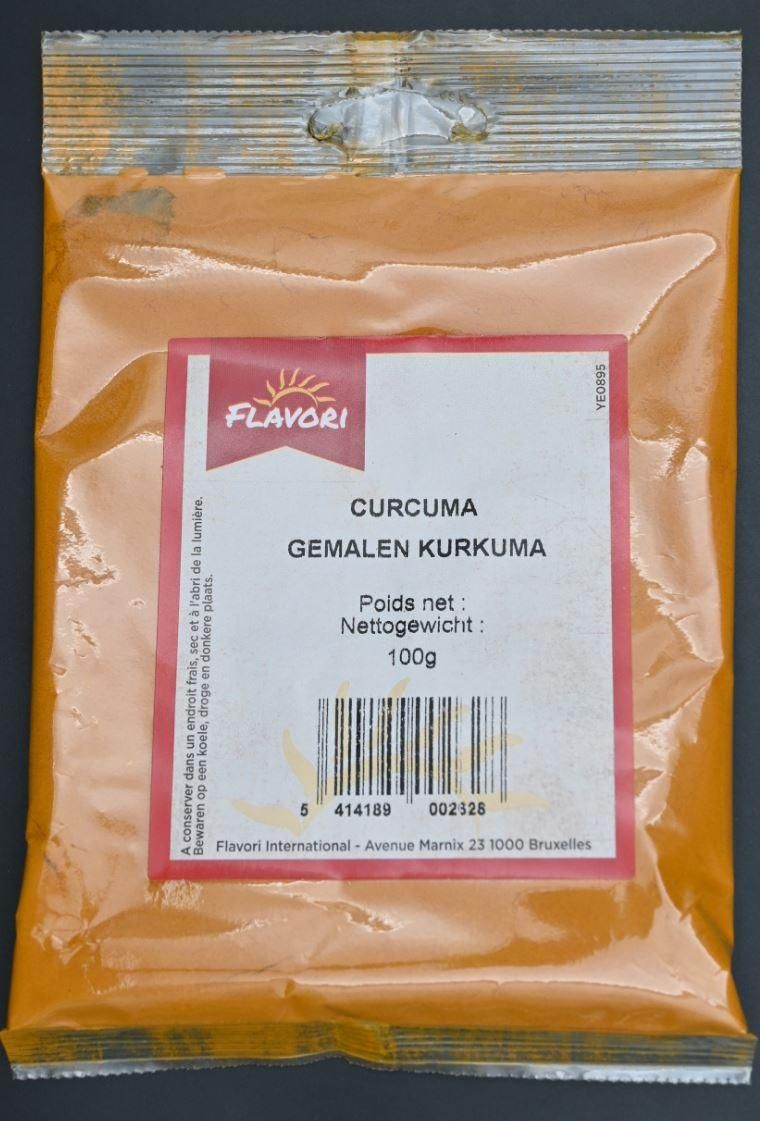 FLAVORI
YE0895
CURCUMA
GEMALEN KURKUMA
Poids net :
Nettogewicht :
100g
A conserver dans un endroit frais, sec et à l'abri de la lumière.
Bewaren op een koele, droge en donkere plaats.
5 414189 002328
Flavori International - Avenue Marnix 23 1000 Bruxelles